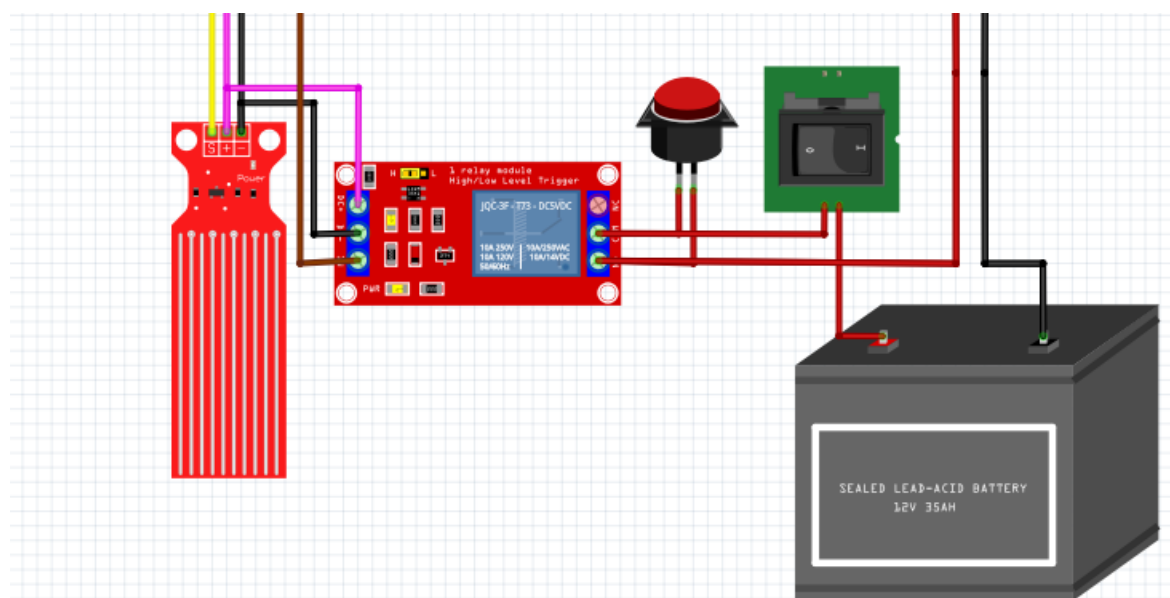 S + -
Power
1 relay module
High/Low Level Trigger
H L
DC+
JQC-3F - T73 - DC5VDC
10A 250V 10A/250VAC
10A 120V 10A/14VDC
50/60Hz
PWR
O I
SEALED LEAD-ACID BATTERY
12V 35AH